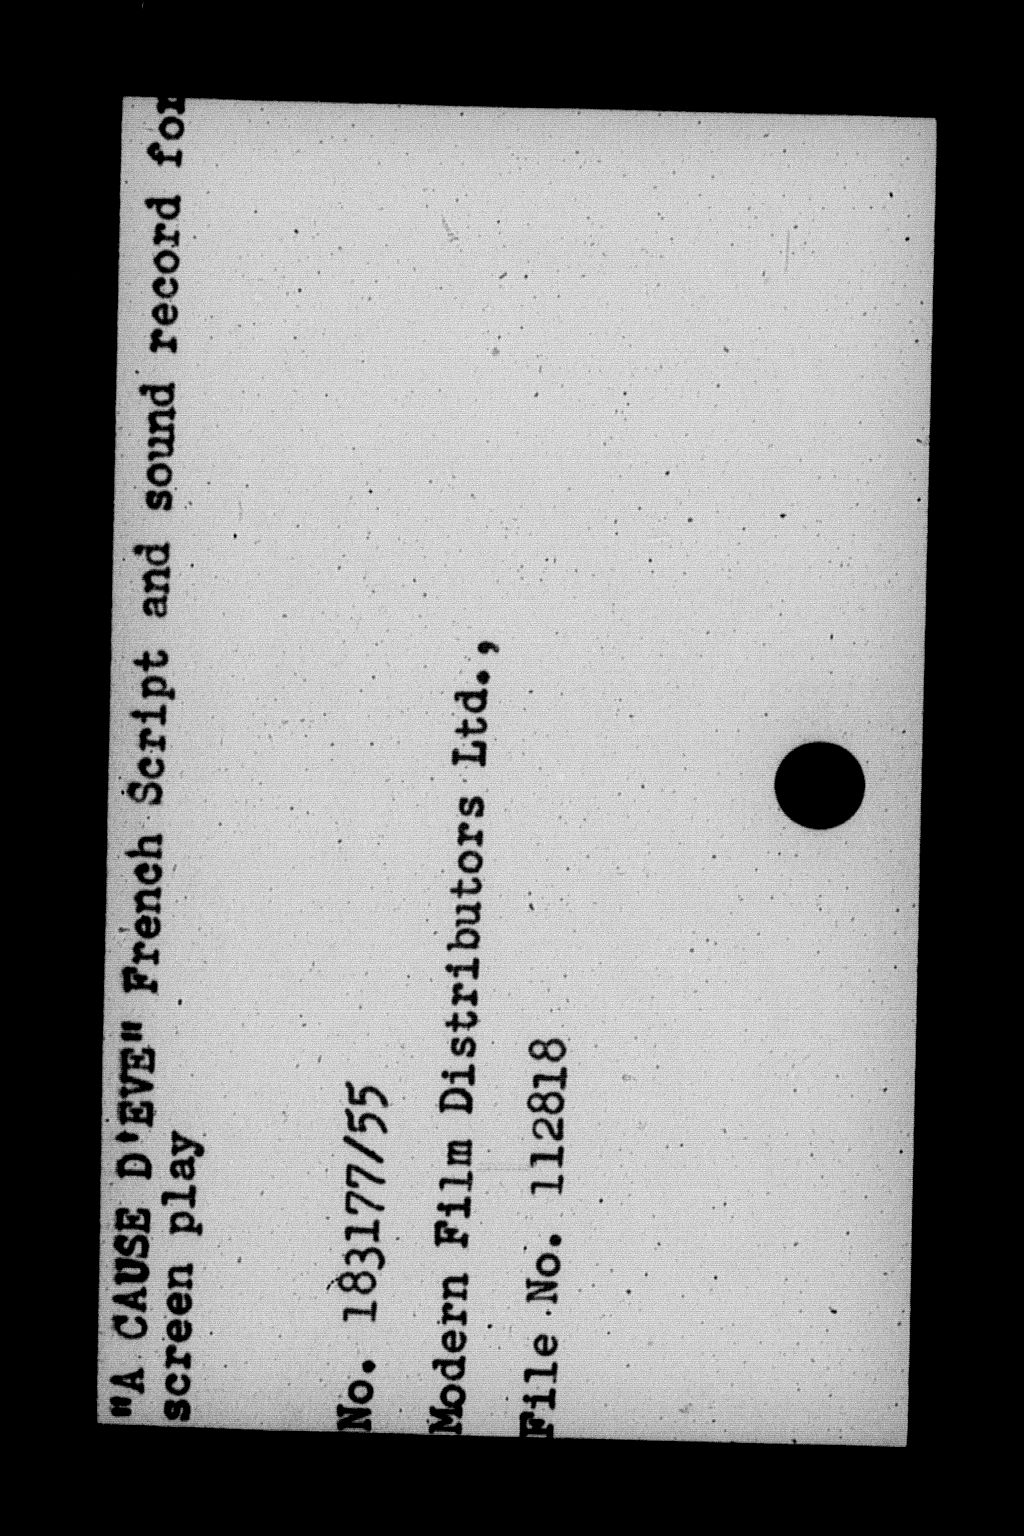 "A CAUSE D'EVE" French Script and sound record for
screen play
No. 183177/55
Modern Film Distributors Ltd.,
File No. 112818